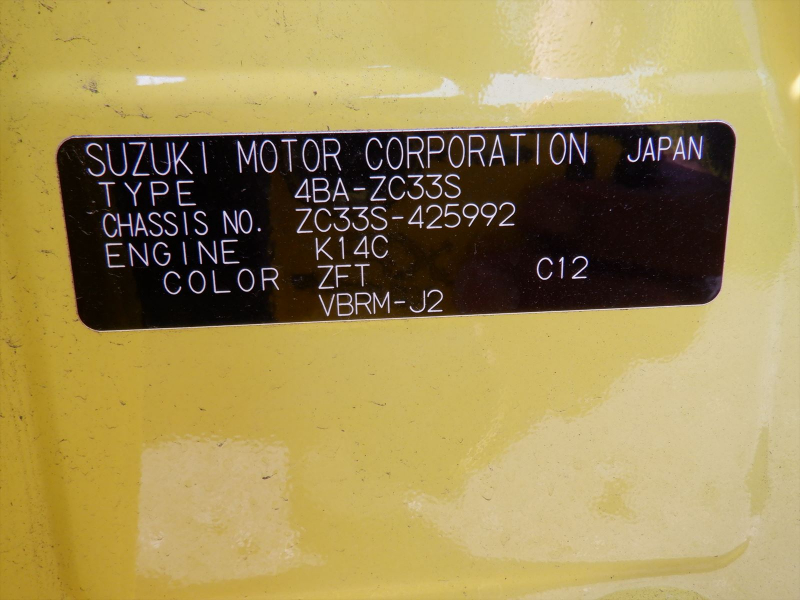 SUZUKI MOTOR CORPORATION JAPAN
TYPE 4BA-ZC33S
CHASSIS NO. ZC33S-425992
ENGINE K14C
COLOR ZFT C12
VBRM-J2